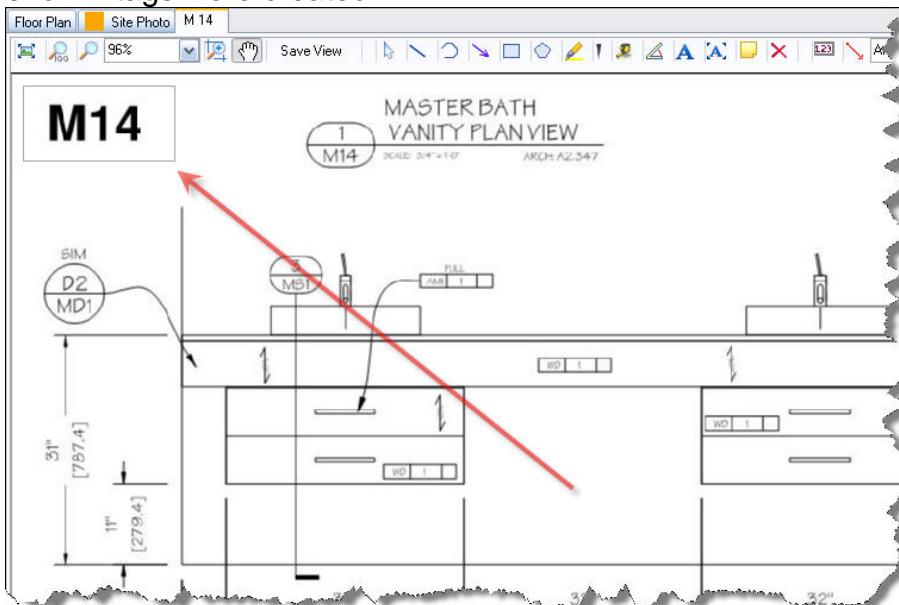 Floor Plan Site Photo M 14
96% Save View
M14
MASTER BATH
VANITY PLAN VIEW
1
M14
SCALE: 3/4"=1'-0" ARCH: A2.347
SIM
D2
MD1
3
M51
PULL
AMI 1
WD 1
WD 1
WD 1
31"
[787.4]
11"
[279.4]
32"